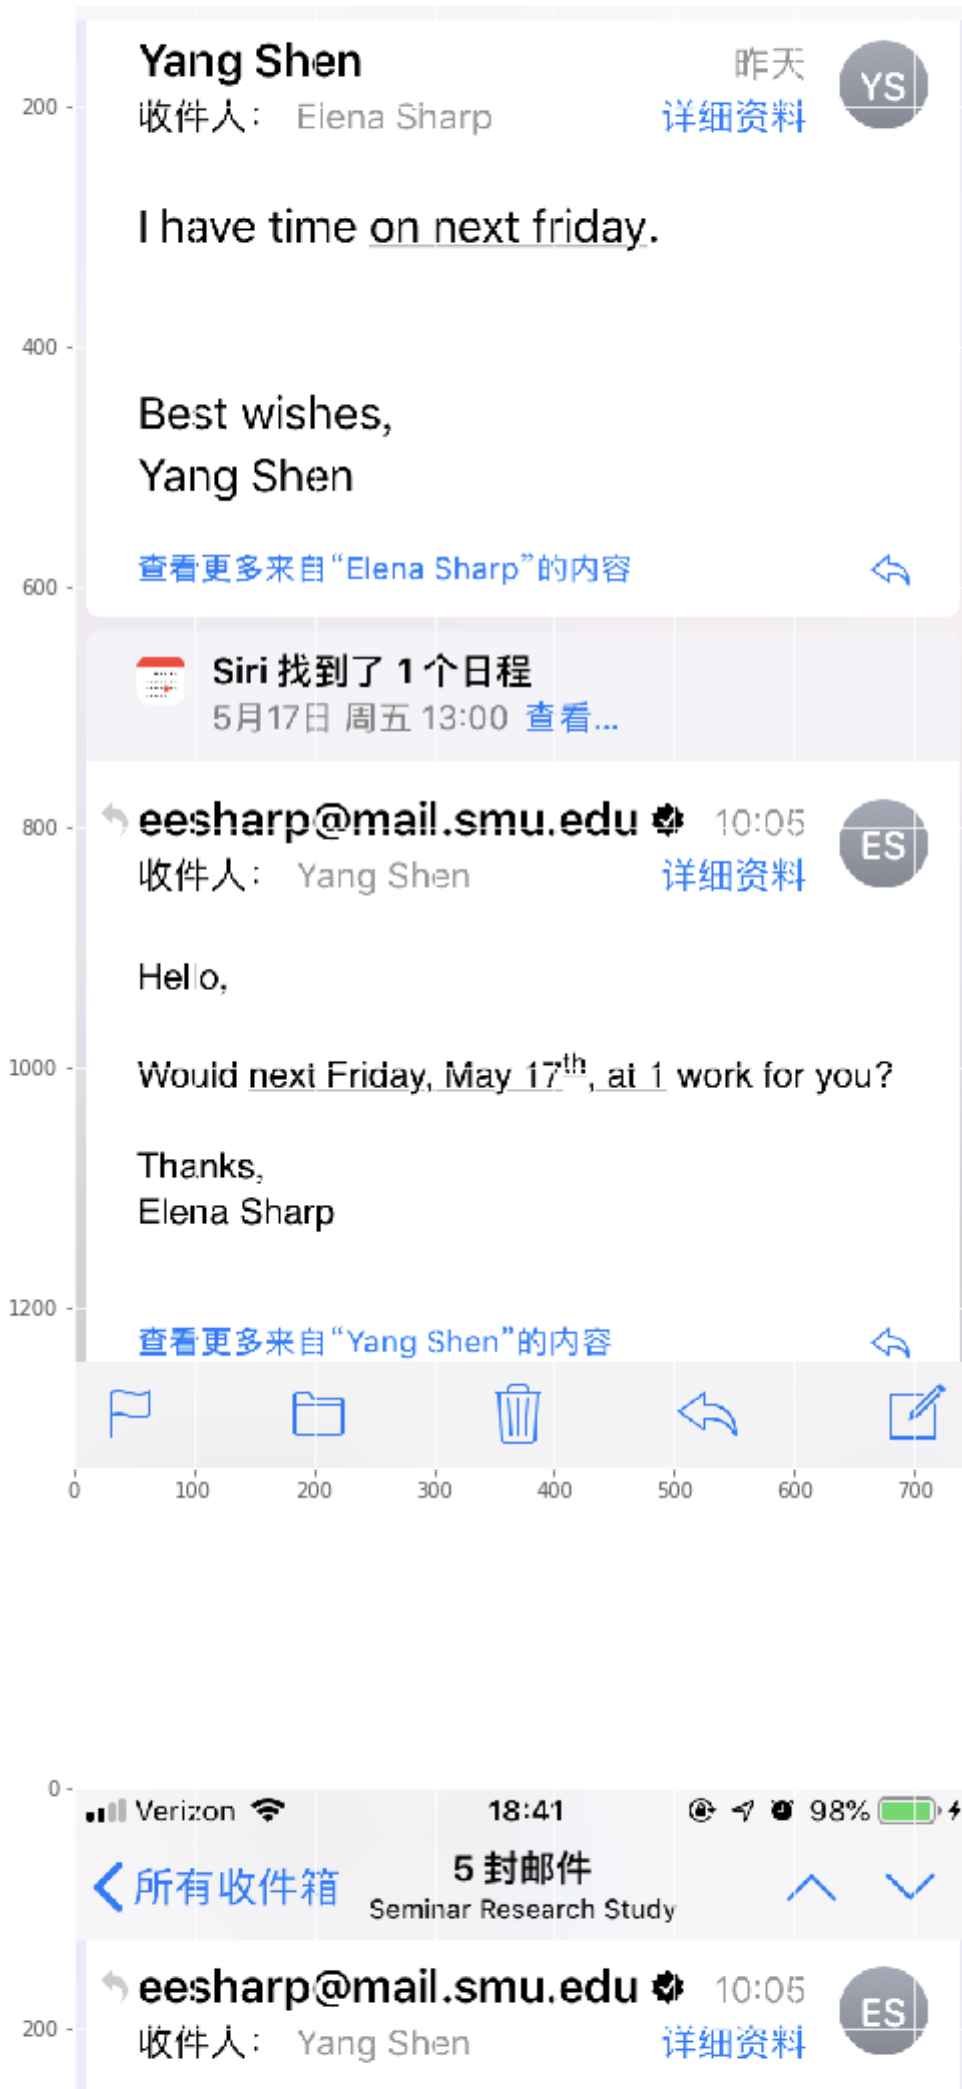 Yang Shen 昨天 YS
200 收件人： Elena Sharp 详细资料
I have time on next friday.
400
Best wishes,
Yang Shen
查看更多来自“Elena Sharp”的内容
600
Siri 找到了 1 个日程
5月17日 周五 13:00 查看...
800 eesharp@mail.smu.edu 10:05 ES
收件人： Yang Shen 详细资料
Hello,
1000 Would next Friday, May 17th, at 1 work for you?
Thanks,
Elena Sharp
1200
查看更多来自“Yang Shen”的内容
0 100 200 300 400 500 600 700
0
Verizon 18:41 98%
所有收件箱 5 封邮件
Seminar Research Study
eesharp@mail.smu.edu 10:05 ES
200 收件人： Yang Shen 详细资料